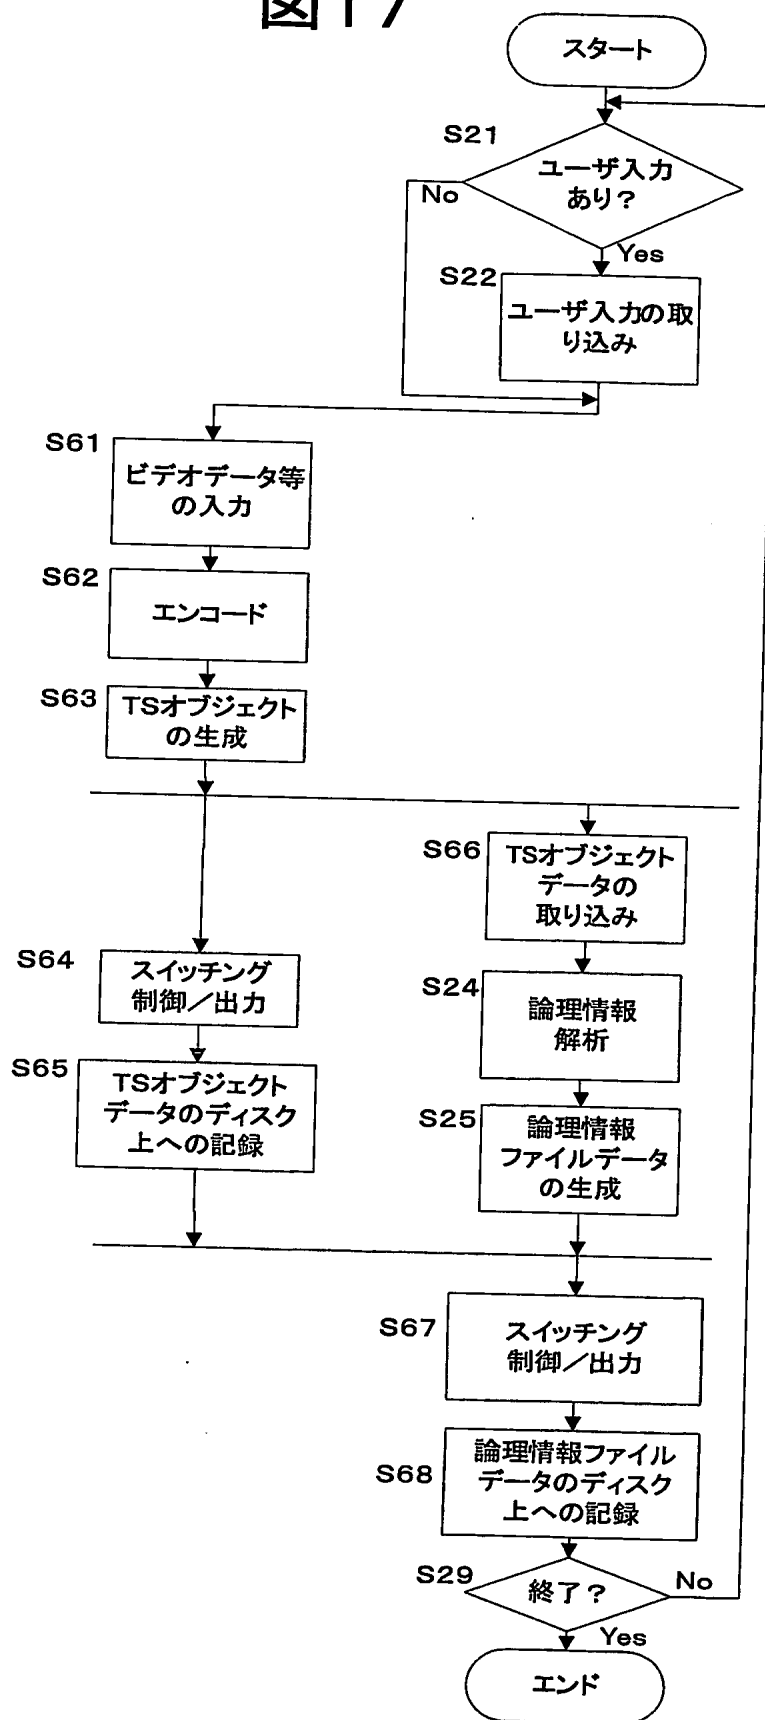 図17
スタート
S21
ユーザ入力
あり？
No
Yes
S22
ユーザ入力の取
り込み
S61
ビデオデータ等
の入力
S62
エンコード
S63
TSオブジェクト
の生成
S66
TSオブジェクト
データの
取り込み
S64
スイッチング
制御／出力
S24
論理情報
解析
S65
TSオブジェクト
データのディスク
上への記録
S25
論理情報
ファイルデータ
の生成
S67
スイッチング
制御／出力
S68
論理情報ファイル
データのディスク
上への記録
S29
終了？
No
Yes
エンド